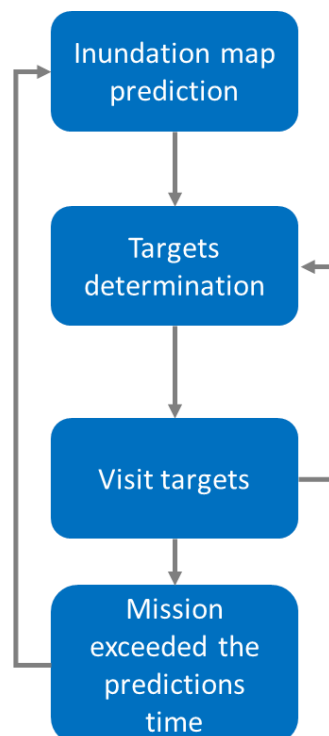 Inundation map
prediction
Targets
determination
Visit targets
Mission
exceeded the
predictions
time